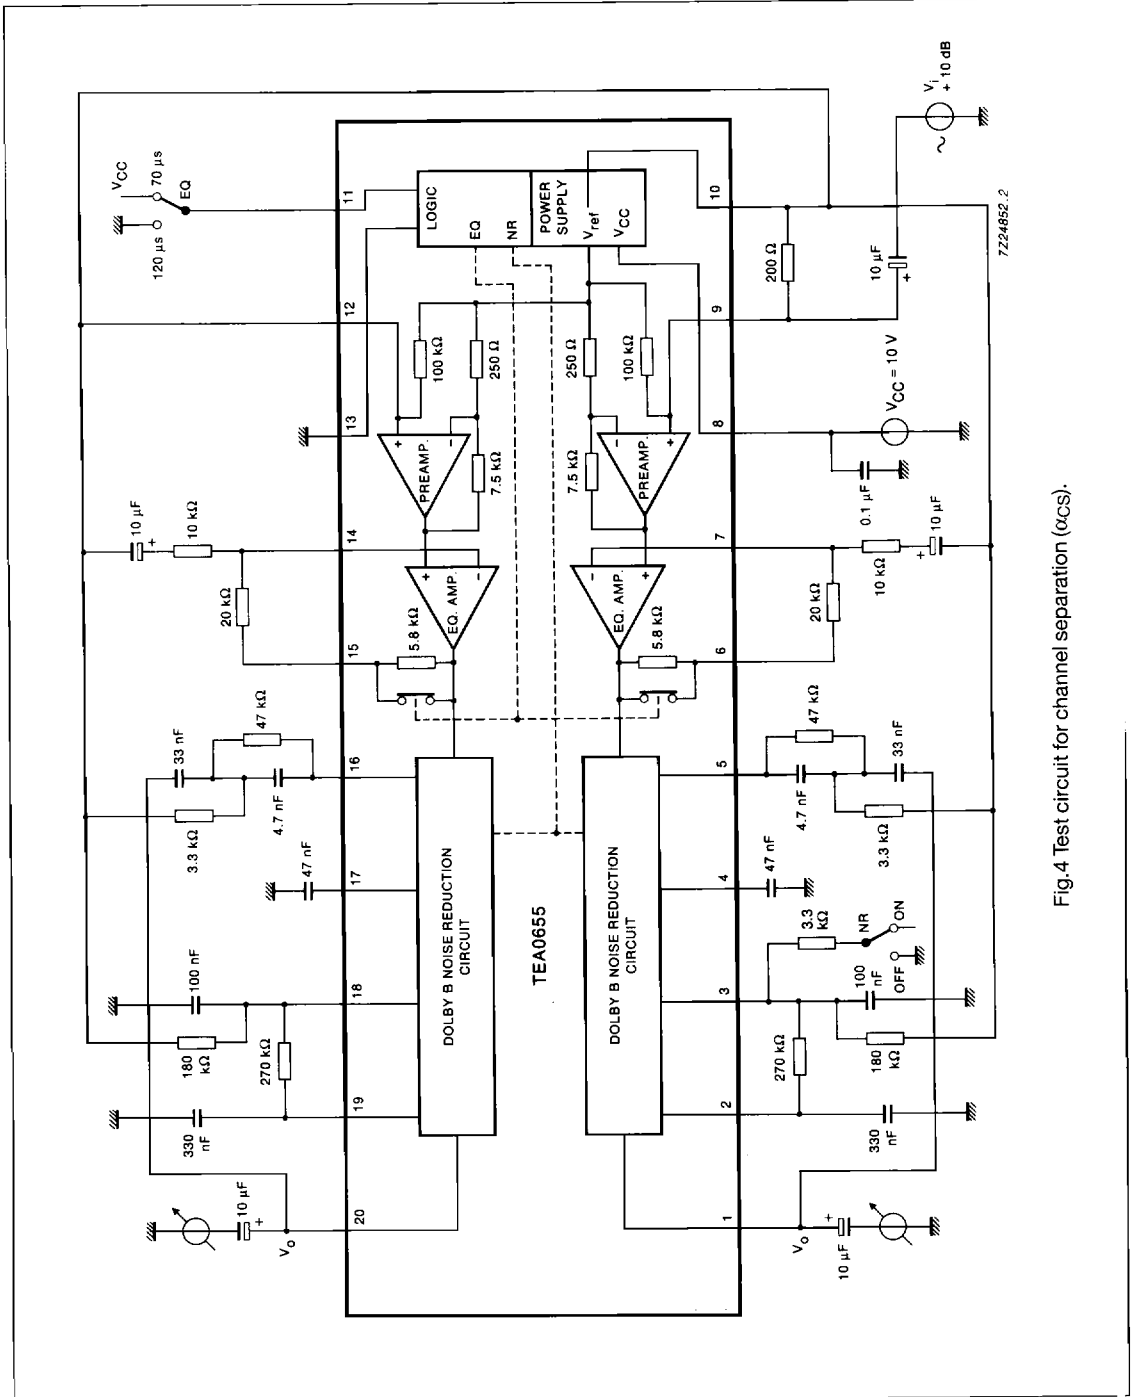 VCC
120 µs
70 µs
EQ
10 µF
+
10 kΩ
20 kΩ
33 nF
47 kΩ
3.3 kΩ
4.7 nF
47 nF
100 nF
180
kΩ
270 kΩ
330
nF
10 µF
+
Vo
20
19
18
17
16
15
14
13
12
11
LOGIC
EQ
NR
POWER
SUPPLY
Vref
VCC
100 kΩ
250 Ω
250 Ω
100 kΩ
+
PREAMP.
−
7.5 kΩ
7.5 kΩ
−
PREAMP.
+
+
EQ. AMP.
−
−
EQ. AMP.
+
5.8 kΩ
5.8 kΩ
DOLBY B NOISE REDUCTION
CIRCUIT
TEA0655
DOLBY B NOISE REDUCTION
CIRCUIT
1
2
3
4
5
6
7
8
9
10
Vo
10 µF
+
330
nF
270 kΩ
180
kΩ
100
nF
OFF
ON
NR
3.3
kΩ
47 nF
4.7 nF
3.3 kΩ
47 kΩ
33 nF
20 kΩ
10 kΩ
+
10 µF
0.1 µF
VCC = 10 V
200 Ω
10 µF
+
~
Vi
+ 10 dB
7Z24852.2
Fig.4 Test circuit for channel separation (αCS).